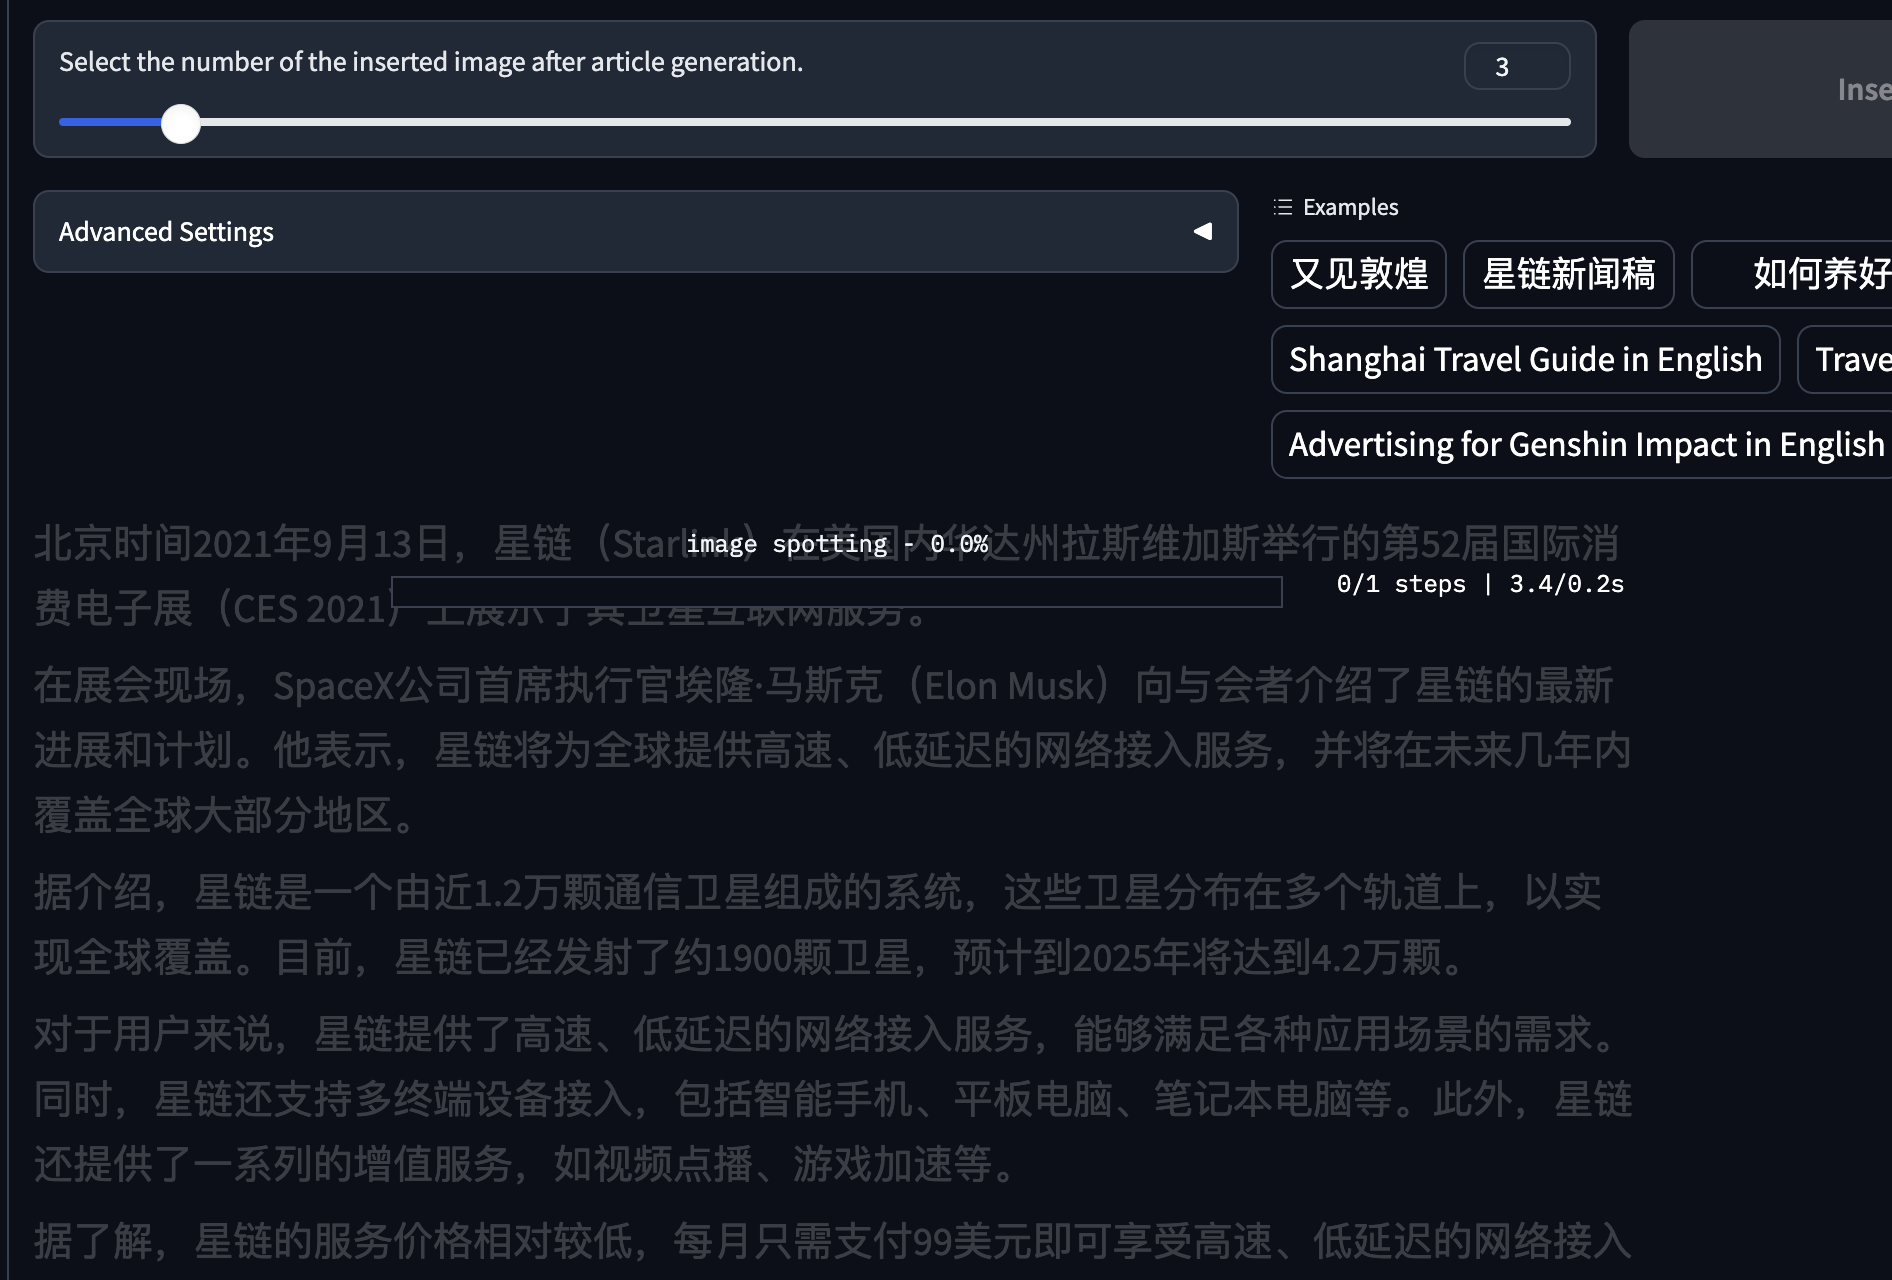 Select the number of the inserted image after article generation.
3
Inse
Advanced Settings
Examples
又见敦煌
星链新闻稿
如何养好
Shanghai Travel Guide in English
Trave
Advertising for Genshin Impact in English
北京时间2021年9月13日，星链（Starlink）在美国内华达州拉斯维加斯举行的第52届国际消
image spotting - 0.0%
0/1 steps | 3.4/0.2s
费电子展（CES 2021）上展示了其卫星互联网服务。
在展会现场，SpaceX公司首席执行官埃隆·马斯克（Elon Musk）向与会者介绍了星链的最新
进展和计划。他表示，星链将为全球提供高速、低延迟的网络接入服务，并将在未来几年内
覆盖全球大部分地区。
据介绍，星链是一个由近1.2万颗通信卫星组成的系统，这些卫星分布在多个轨道上，以实
现全球覆盖。目前，星链已经发射了约1900颗卫星，预计到2025年将达到4.2万颗。
对于用户来说，星链提供了高速、低延迟的网络接入服务，能够满足各种应用场景的需求。
同时，星链还支持多终端设备接入，包括智能手机、平板电脑、笔记本电脑等。此外，星链
还提供了一系列的增值服务，如视频点播、游戏加速等。
据了解，星链的服务价格相对较低，每月只需支付99美元即可享受高速、低延迟的网络接入